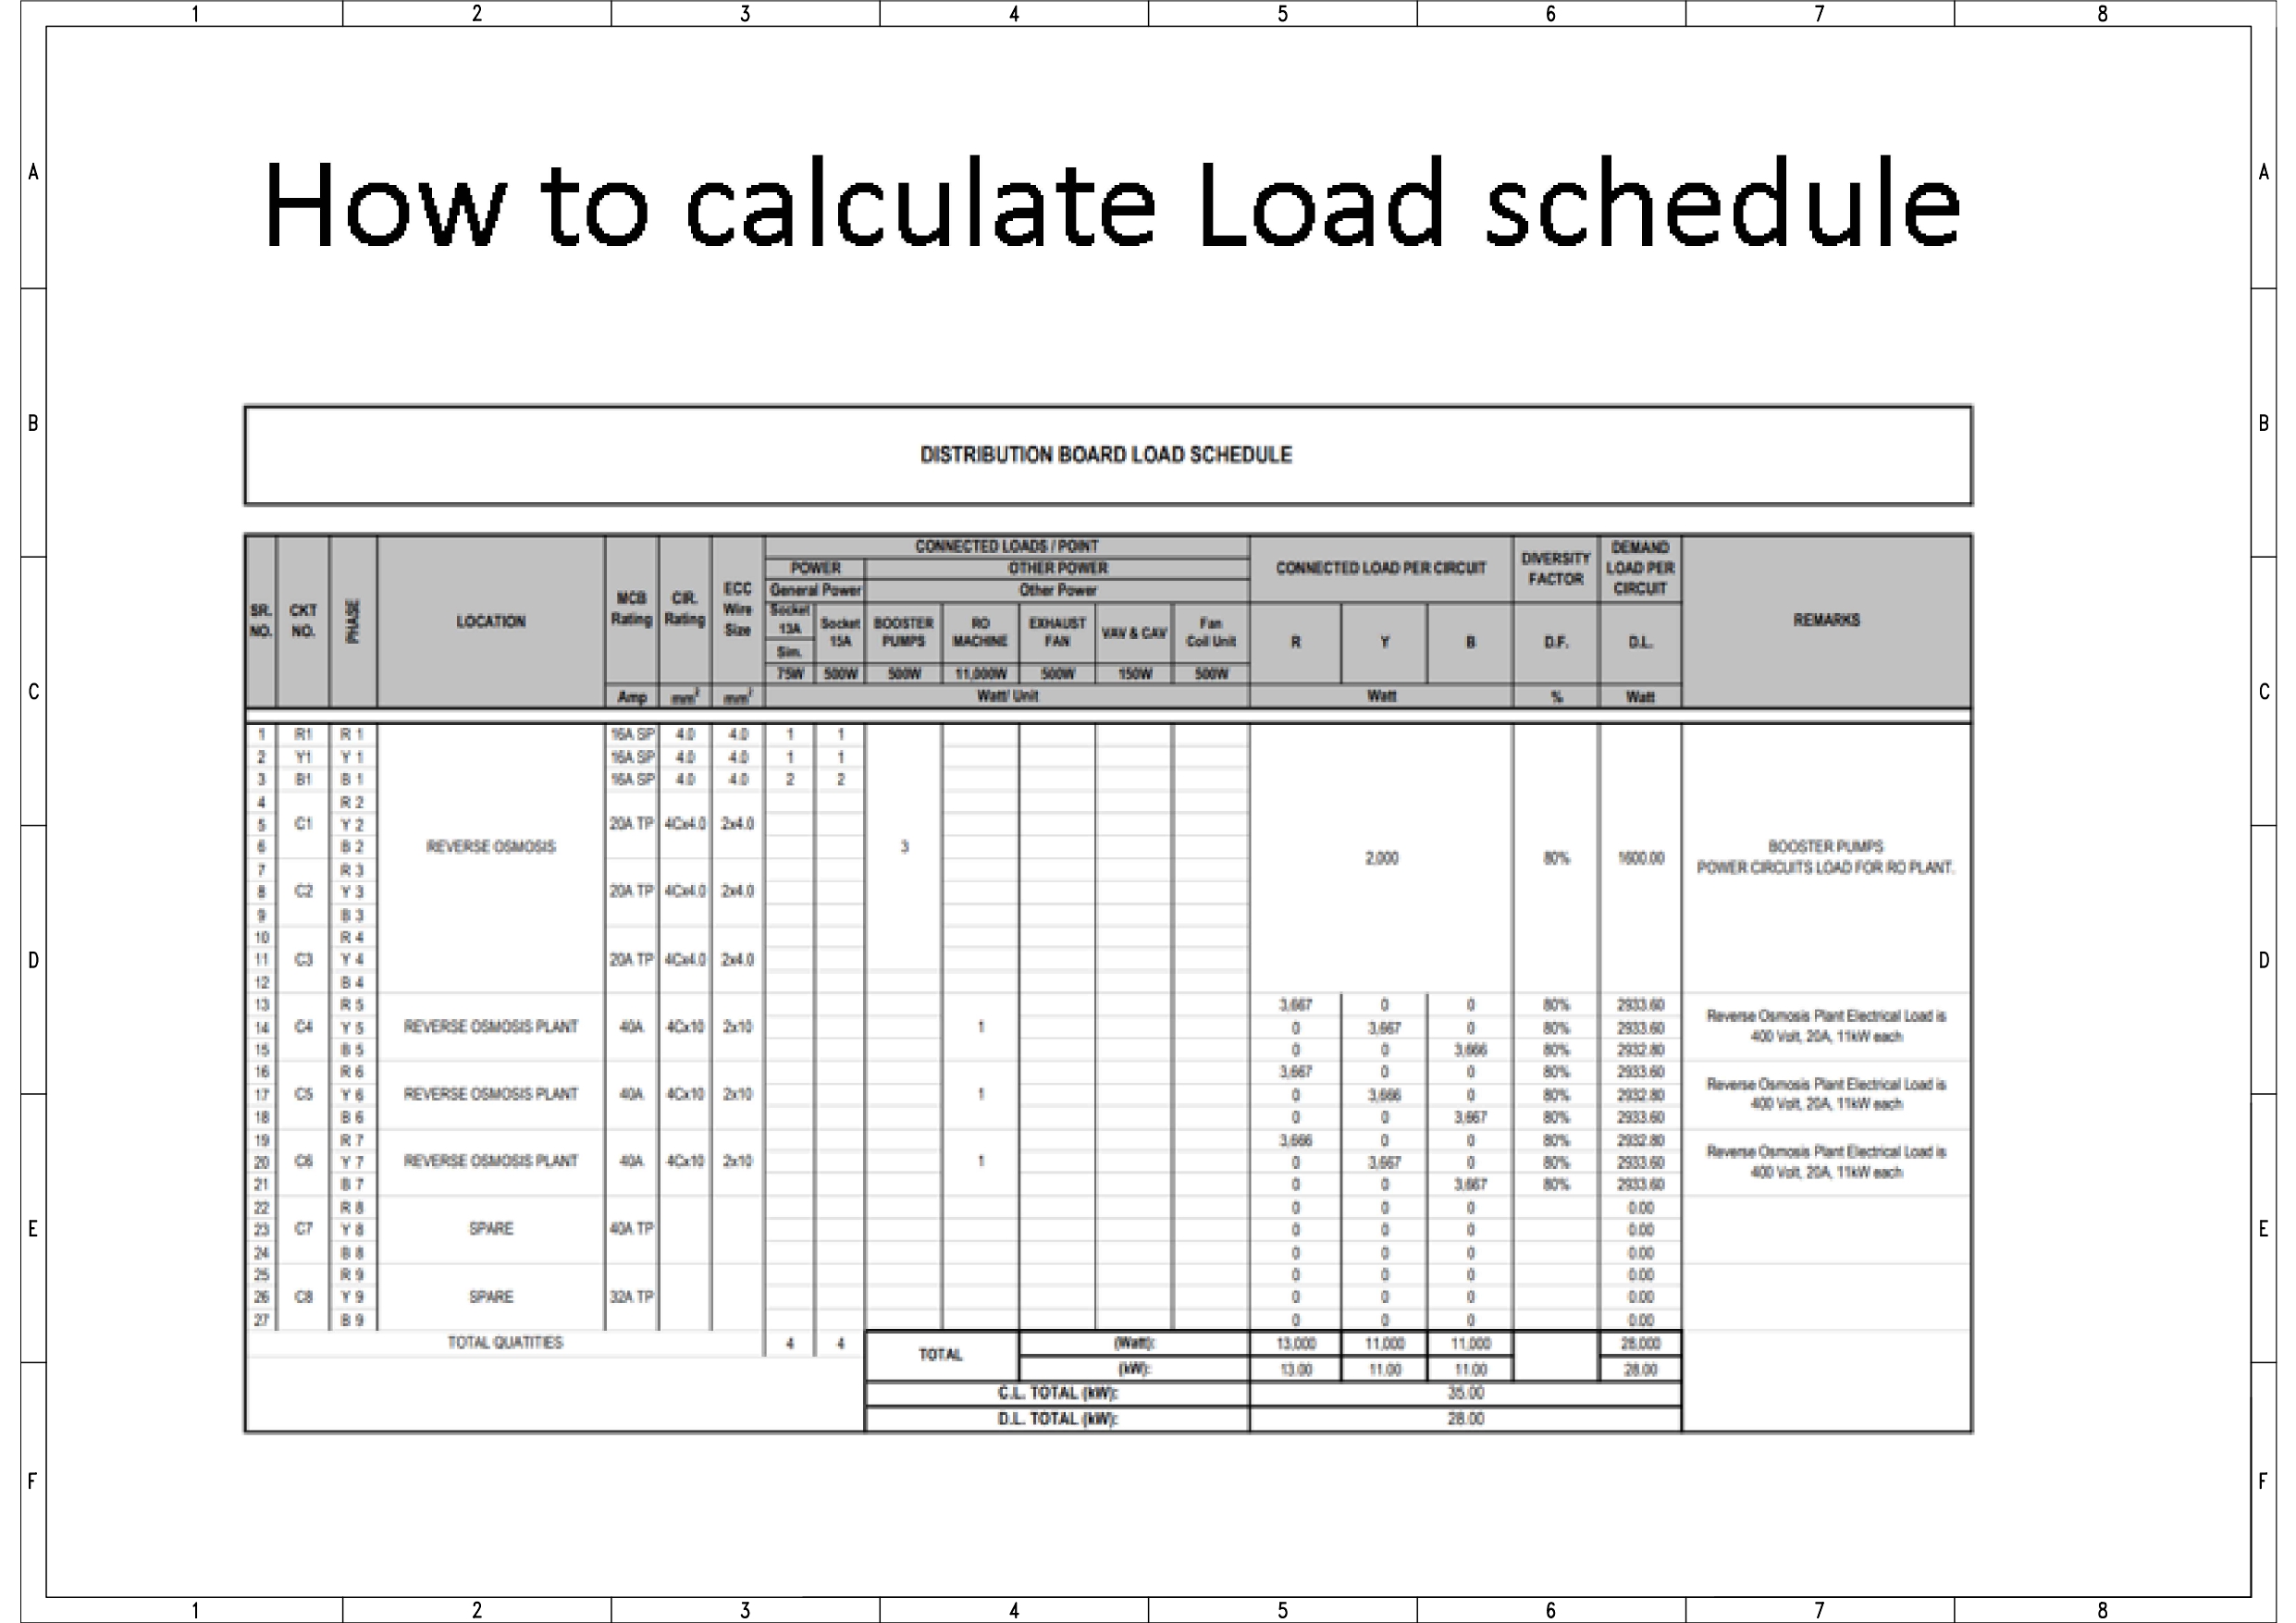 1 2 3 4 5 6 7 8
A A
How to calculate Load schedule
B B
DISTRIBUTION BOARD LOAD SCHEDULE
SR. NO. CKT NO. PHASE LOCATION MCB Rating CIR. Rating ECC Wire Size CONNECTED LOADS / POINT CONNECTED LOAD PER CIRCUIT DIVERSITY FACTOR DEMAND LOAD PER CIRCUIT REMARKS
POWER OTHER POWER
General Power Other Power
Socket 13A Socket 15A BOOSTER PUMPS RO MACHINE EXHAUST FAN VAV & CAV Fan Coil Unit R Y B D.F. D.L.
Sim.
75W 500W 500W 11,000W 500W 150W 500W
C C
Amp mm² mm² Watt/ Unit Watt % Watt
1 R1 R 1 16A SP 4.0 4.0 1 1
2 Y1 Y 1 16A SP 4.0 4.0 1 1
3 B1 B 1 16A SP 4.0 4.0 2 2
4 R 2
5 C1 Y 2 20A TP 4Cx4.0 2x4.0
6 B 2 REVERSE OSMOSIS 3 2,000 80% 1600.00 BOOSTER PUMPS
POWER CIRCUITS LOAD FOR RO PLANT.
7 R 3
8 C2 Y 3 20A TP 4Cx4.0 2x4.0
9 B 3
10 R 4
D D
11 C3 Y 4 20A TP 4Cx4.0 2x4.0
12 B 4
13 R 5 3,667 0 0 80% 2933.60
14 C4 Y 5 REVERSE OSMOSIS PLANT 40A 4Cx10 2x10 1 0 3,667 0 80% 2933.60 Reverse Osmosis Plant Electrical Load is
400 Volt, 20A, 11kW each
15 B 5 0 0 3,666 80% 2932.80
16 R 6 3,667 0 0 80% 2933.60
17 C5 Y 6 REVERSE OSMOSIS PLANT 40A 4Cx10 2x10 1 0 3,666 0 80% 2932.80 Reverse Osmosis Plant Electrical Load is
400 Volt, 20A, 11kW each
18 B 6 0 0 3,667 80% 2933.60
19 R 7 3,666 0 0 80% 2932.80
20 C6 Y 7 REVERSE OSMOSIS PLANT 40A 4Cx10 2x10 1 0 3,667 0 80% 2933.60 Reverse Osmosis Plant Electrical Load is
400 Volt, 20A, 11kW each
21 B 7 0 0 3,667 80% 2933.60
22 R 8 0 0 0 0.00
E E
23 C7 Y 8 SPARE 40A TP 0 0 0 0.00
24 B 8 0 0 0 0.00
25 R 9 0 0 0 0.00
26 C8 Y 9 SPARE 32A TP 0 0 0 0.00
27 B 9 0 0 0 0.00
TOTAL QUATITIES 4 4 TOTAL (Watt): 13,000 11,000 11,000 28,000
(kW): 13.00 11.00 11.00 28.00
C.L. TOTAL (kW): 35.00
D.L. TOTAL (kW): 28.00
F F
1 2 3 4 5 6 7 8